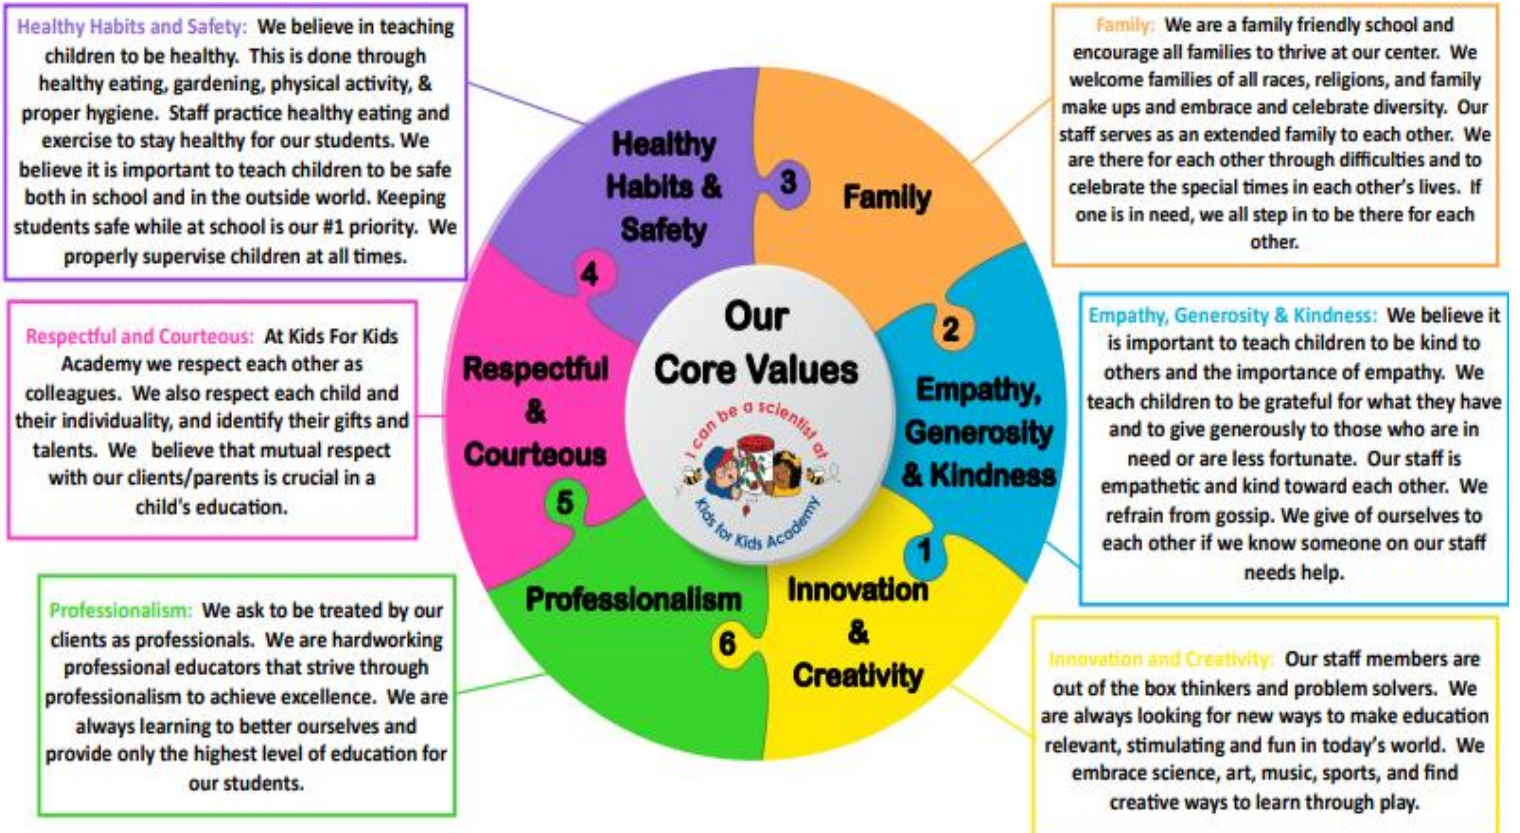 Healthy Habits and Safety: We believe in teaching
children to be healthy. This is done through
healthy eating, gardening, physical activity, &
proper hygiene. Staff practice healthy eating and
exercise to stay healthy for our students. We
believe it is important to teach children to be safe
both in school and in the outside world. Keeping
students safe while at school is our #1 priority. We
properly supervise children at all times.
Family: We are a family friendly school and
encourage all families to thrive at our center. We
welcome families of all races, religions, and family
make ups and embrace and celebrate diversity. Our
staff serves as an extended family to each other. We
are there for each other through difficulties and to
celebrate the special times in each other's lives. If
one is in need, we all step in to be there for each
other.
Healthy
Habits &
Safety
3
Family
4
2
Respectful and Courteous: At Kids For Kids
Academy we respect each other as
colleagues. We also respect each child and
their individuality, and identify their gifts and
talents. We believe that mutual respect
with our clients/parents is crucial in a
child's education.
Respectful
&
Courteous
5
Our
Core Values
I can be a scientist at
Kids for Kids Academy
Empathy,
Generosity
& Kindness
1
Empathy, Generosity & Kindness: We believe it
is important to teach children to be kind to
others and the importance of empathy. We
teach children to be grateful for what they have
and to give generously to those who are in
need or are less fortunate. Our staff is
empathetic and kind toward each other. We
refrain from gossip. We give of ourselves to
each other if we know someone on our staff
needs help.
Professionalism: We ask to be treated by our
clients as professionals. We are hardworking
professional educators that strive through
professionalism to achieve excellence. We are
always learning to better ourselves and
provide only the highest level of education for
our students.
Professionalism
6
Innovation
&
Creativity
Innovation and Creativity: Our staff members are
out of the box thinkers and problem solvers. We
are always looking for new ways to make education
relevant, stimulating and fun in today's world. We
embrace science, art, music, sports, and find
creative ways to learn through play.